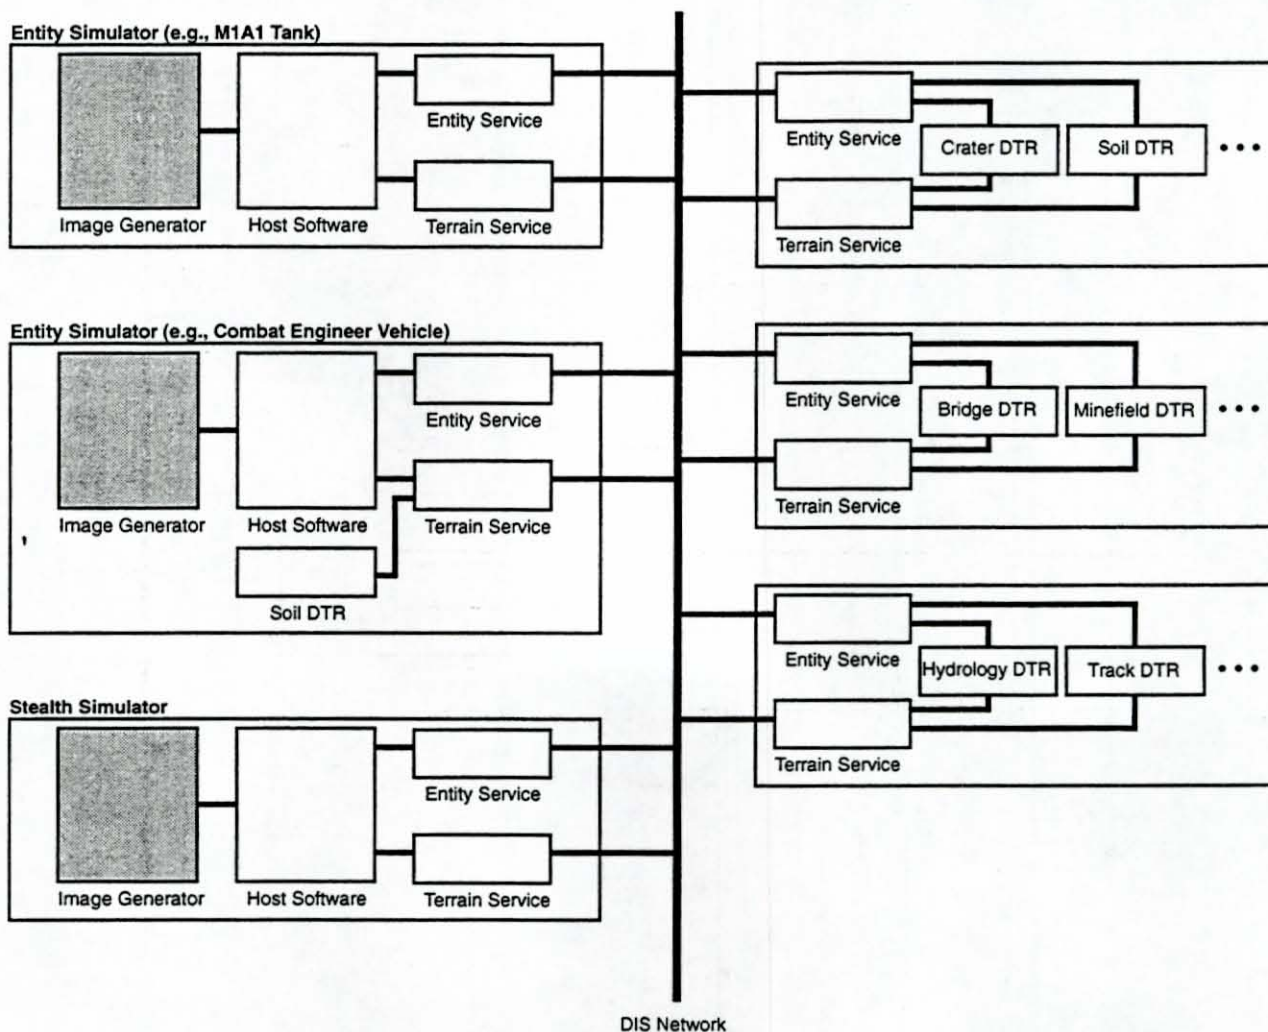 Entity Simulator (e.g., M1A1 Tank)
Entity Service
Image Generator
Host Software
Terrain Service
Entity Service
Crater DTR
Soil DTR
Terrain Service
Entity Simulator (e.g., Combat Engineer Vehicle)
Entity Service
Image Generator
Host Software
Terrain Service
Soil DTR
Entity Service
Bridge DTR
Minefield DTR
Terrain Service
Stealth Simulator
Entity Service
Image Generator
Host Software
Terrain Service
Entity Service
Hydrology DTR
Track DTR
Terrain Service
DIS Network